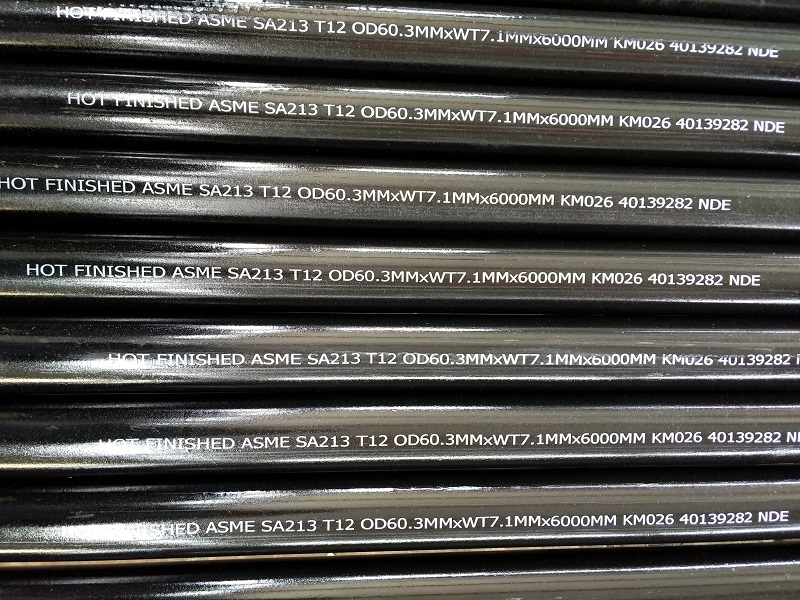 HOT FINISHED ASME SA213 T12 OD60.3MMxWT7.1MMx6000MM KM026 40139282 NDE
HOT FINISHED ASME SA213 T12 OD60.3MMxWT7.1MMx6000MM KM026 40139282 NDE
HOT FINISHED ASME SA213 T12 OD60.3MMxWT7.1MMx6000MM KM026 40139282 NDE
HOT FINISHED ASME SA213 T12 OD60.3MMxWT7.1MMx6000MM KM026 40139282 NDE
HOT FINISHED ASME SA213 T12 OD60.3MMxWT7.1MMx6000MM KM026 40139282
HOT FINISHED ASME SA213 T12 OD60.3MMxWT7.1MMx6000MM KM026 40139282
FINISHED ASME SA213 T12 OD60.3MMxWT7.1MMx6000MM KM026 40139282 NDE